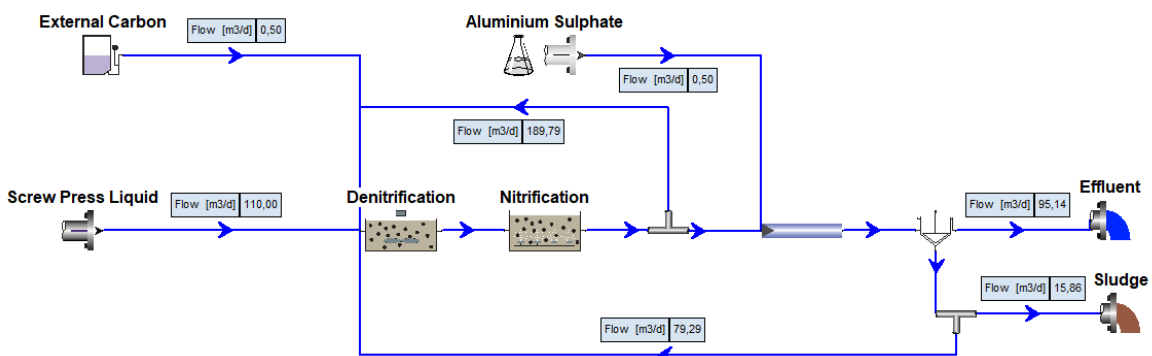 External Carbon
Flow [m3/d] 0,50
Aluminium Sulphate
Flow [m3/d] 0,50
Flow [m3/d] 189,79
Screw Press Liquid
Flow [m3/d] 110,00
Denitrification
Nitrification
Effluent
Flow [m3/d] 95,14
Sludge
Flow [m3/d] 15,86
Flow [m3/d] 79,29